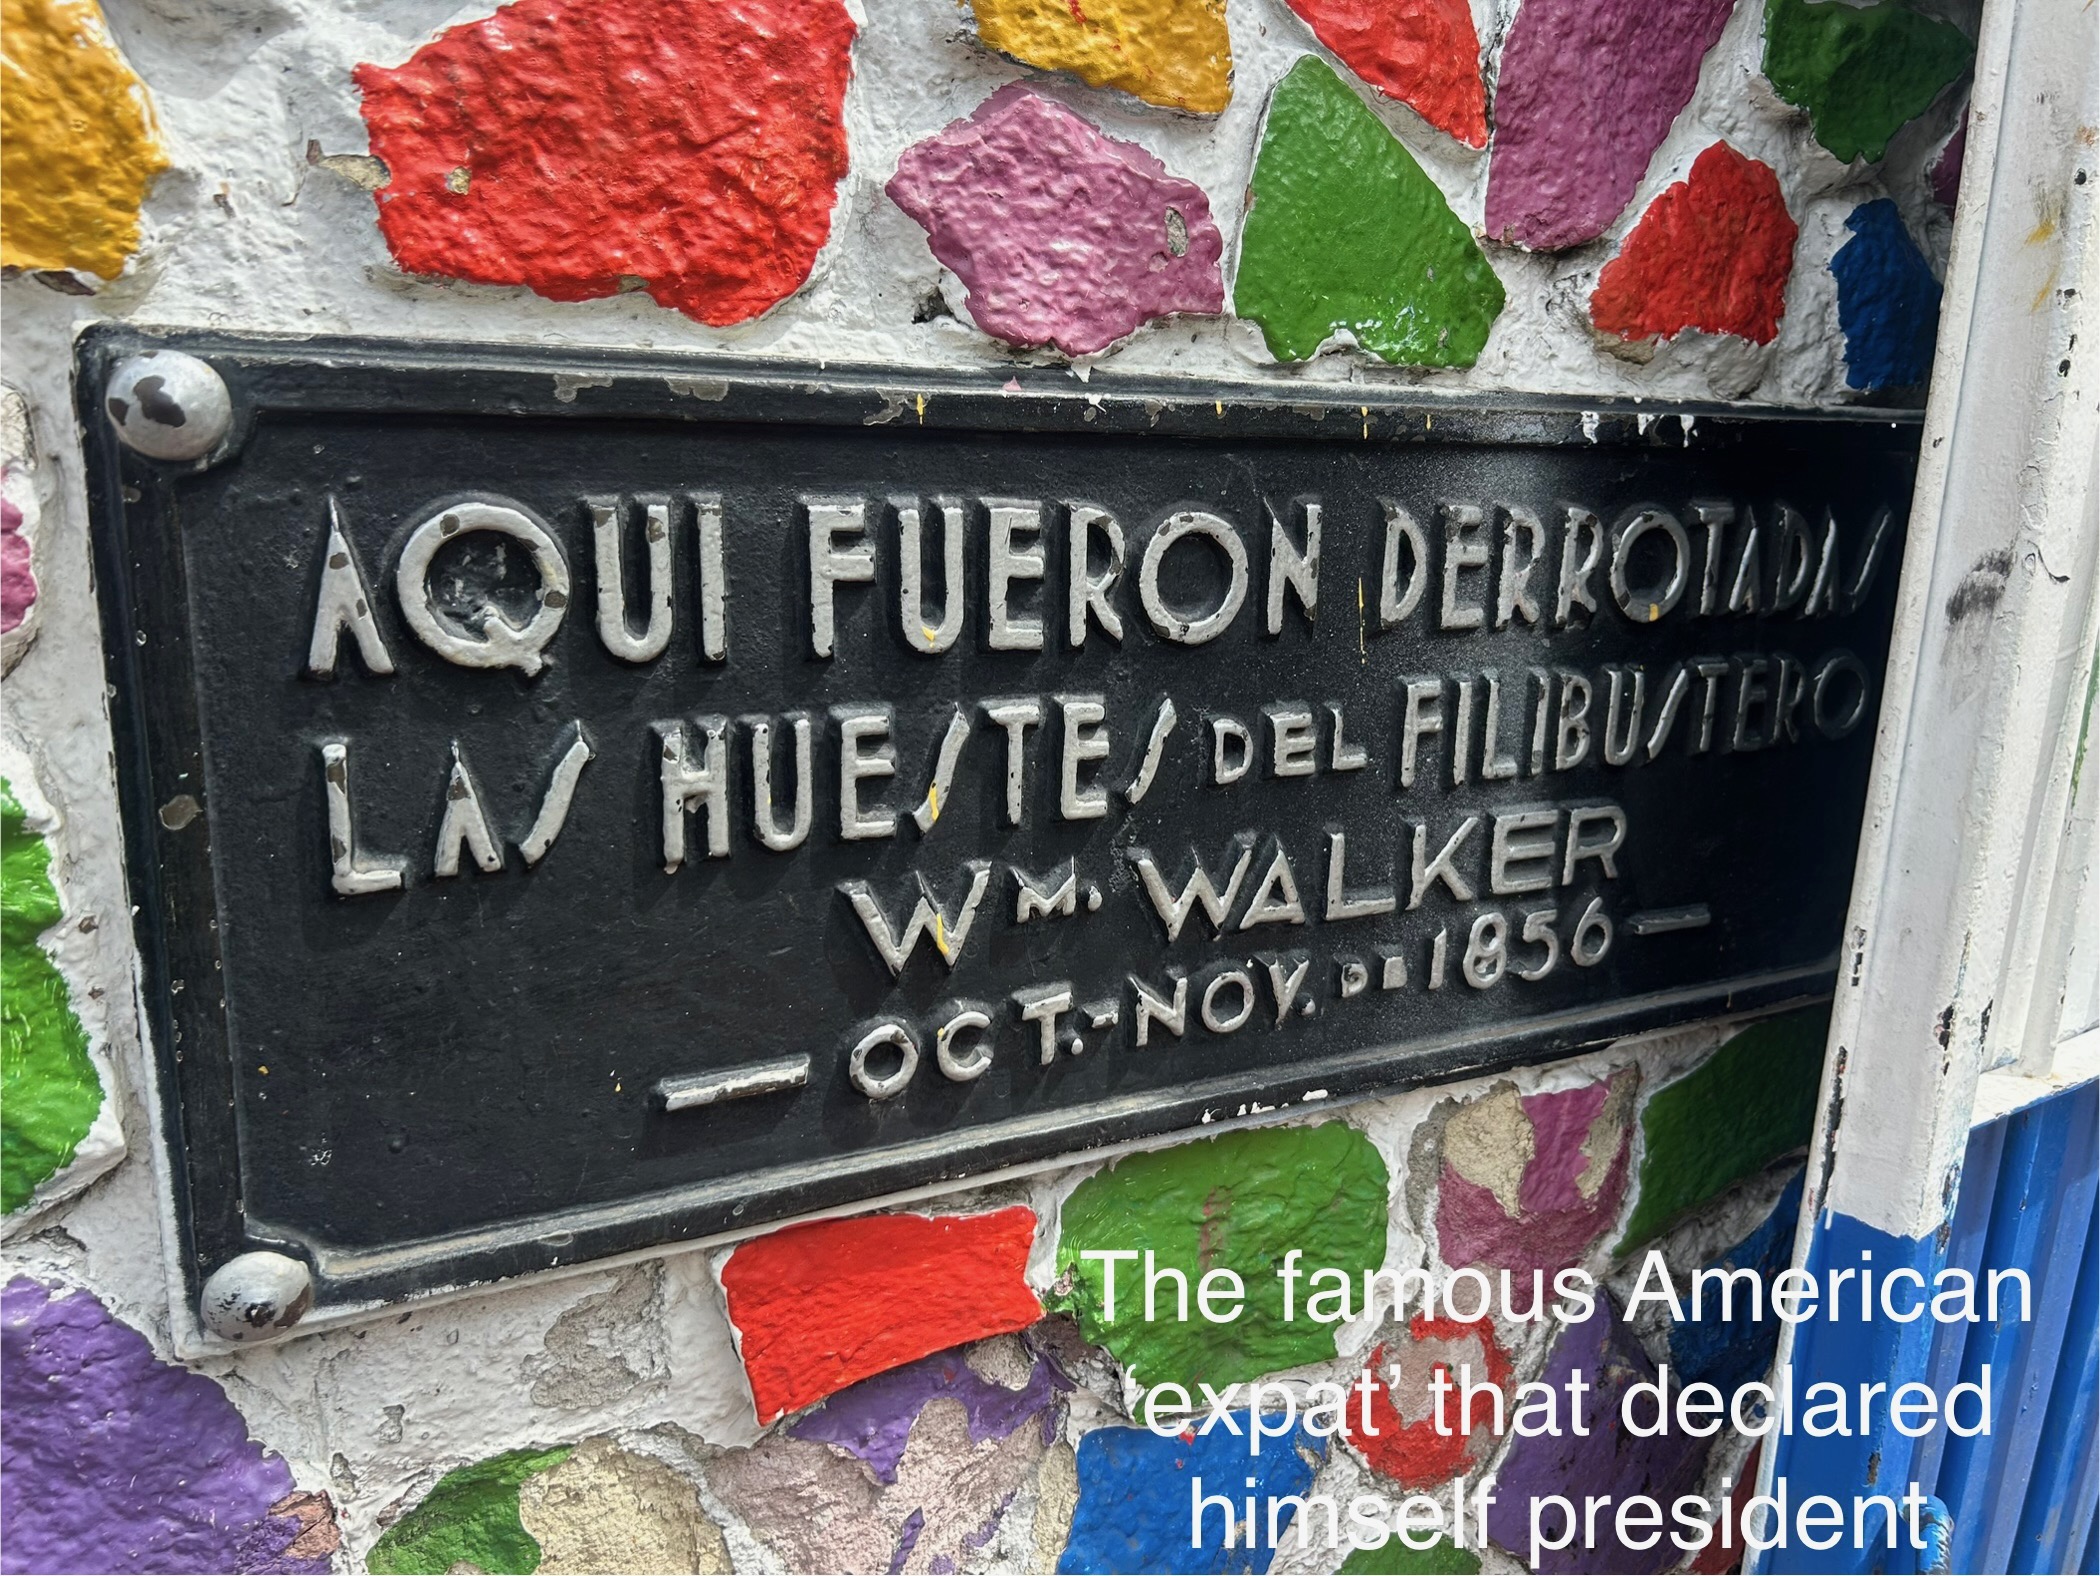 AQUI FUERON DERROTADAS
LAS HUESTES DEL FILIBUSTERO
WM. WALKER
— OCT.-NOV. DE 1856 —
The famous American
‘expat’ that declared
himself president